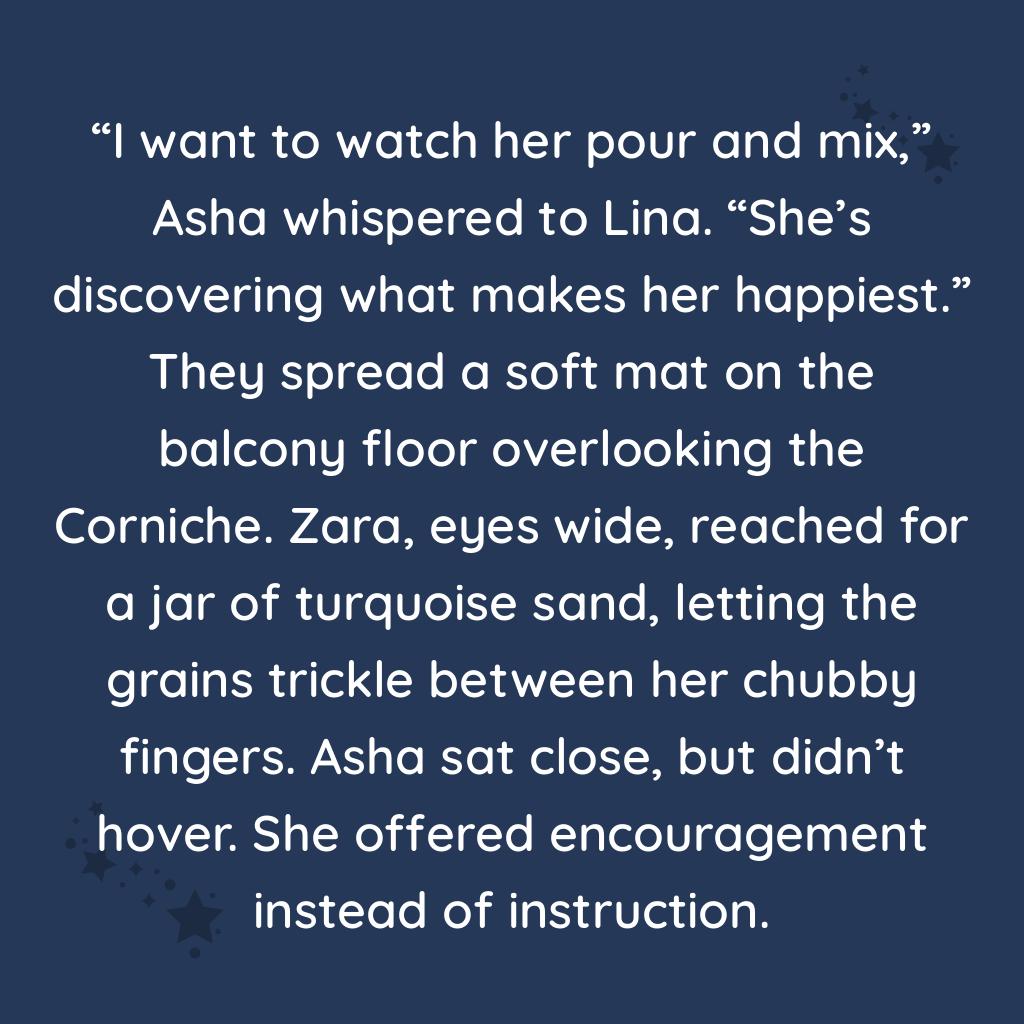 “I want to watch her pour and mix,”
Asha whispered to Lina. “She’s
discovering what makes her happiest.”
They spread a soft mat on the
balcony floor overlooking the
Corniche. Zara, eyes wide, reached for
a jar of turquoise sand, letting the
grains trickle between her chubby
fingers. Asha sat close, but didn’t
hover. She offered encouragement
instead of instruction.